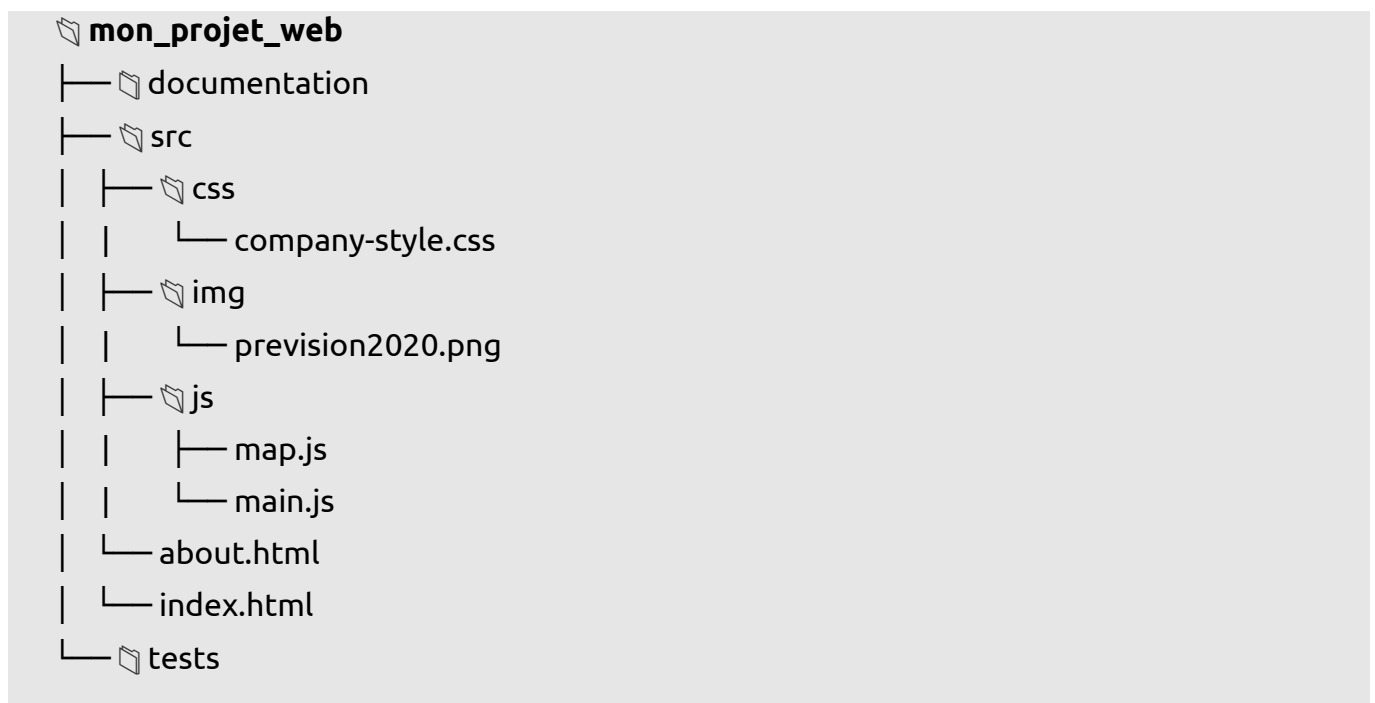 mon_projet_web
├── documentation
├── src
│ ├── css
│ | └── company-style.css
│ ├── img
│ | └── prevision2020.png
│ ├── js
│ | ├── map.js
│ | └── main.js
│ └── about.html
│ └── index.html
└── tests